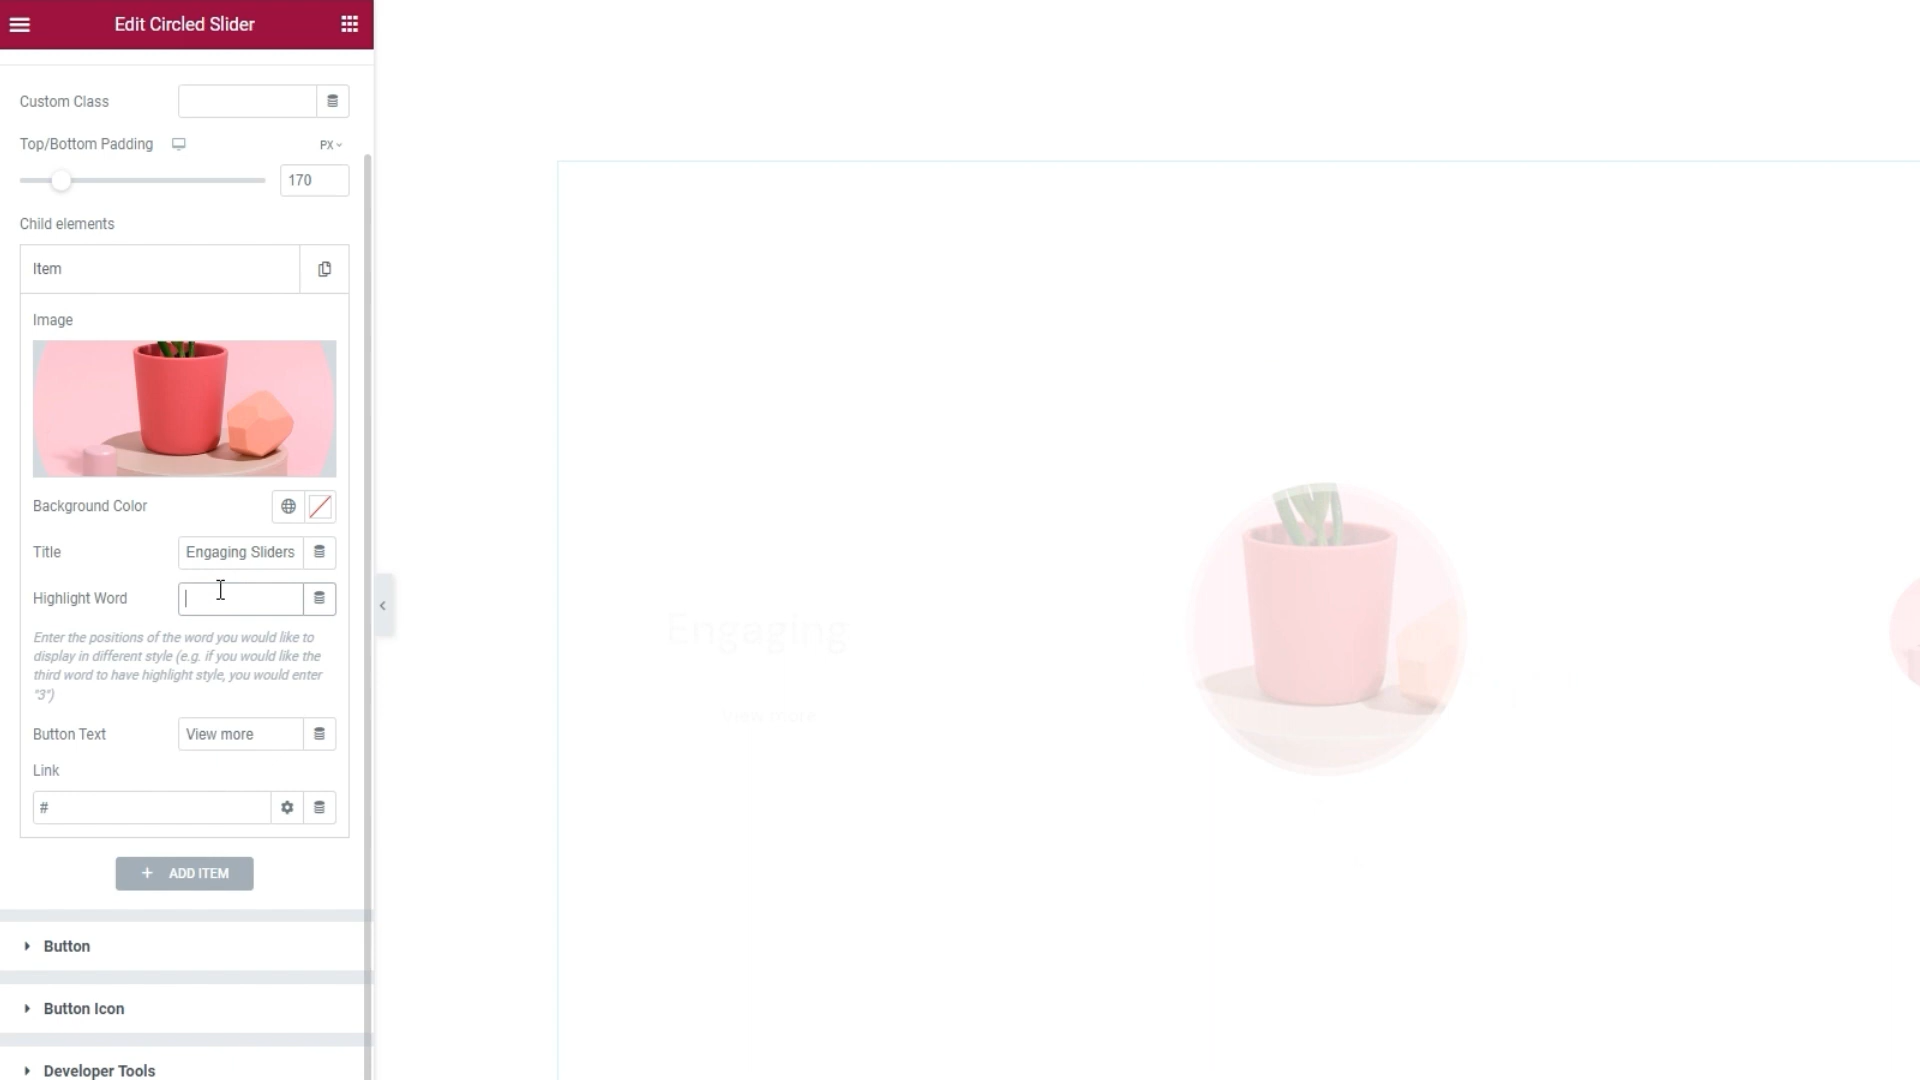 Edit Circled Slider
Custom Class
Top/Bottom Padding
PX
170
Child elements
Item
Image
Background Color
Title
Engaging Sliders
Highlight Word
Enter the positions of the word you would like to
display in different style (e.g. if you would like the
third word to have highlight style, you would enter
"3")
Button Text
View more
Link
#
+ ADD ITEM
Button
Button Icon
Developer Tools
Engaging
View more